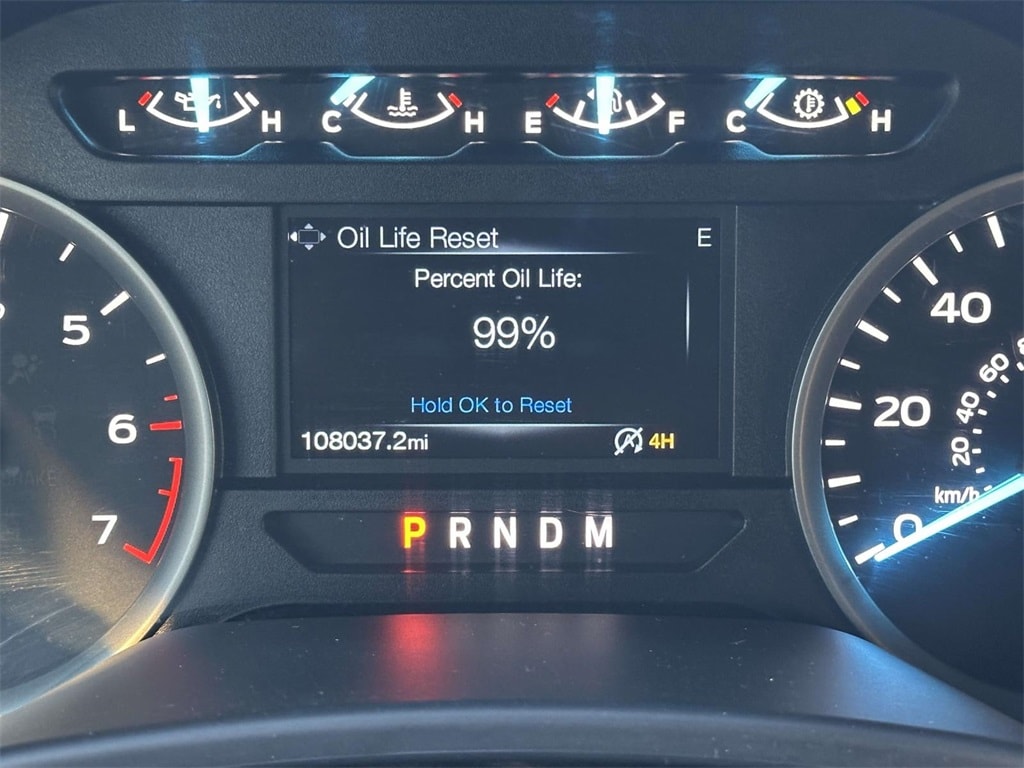 L H C H E F C H
Oil Life Reset E
Percent Oil Life:
99%
Hold OK to Reset
108037.2mi 4H
P R N D M
5
6
7
40
20
0
60
40
20
km/h